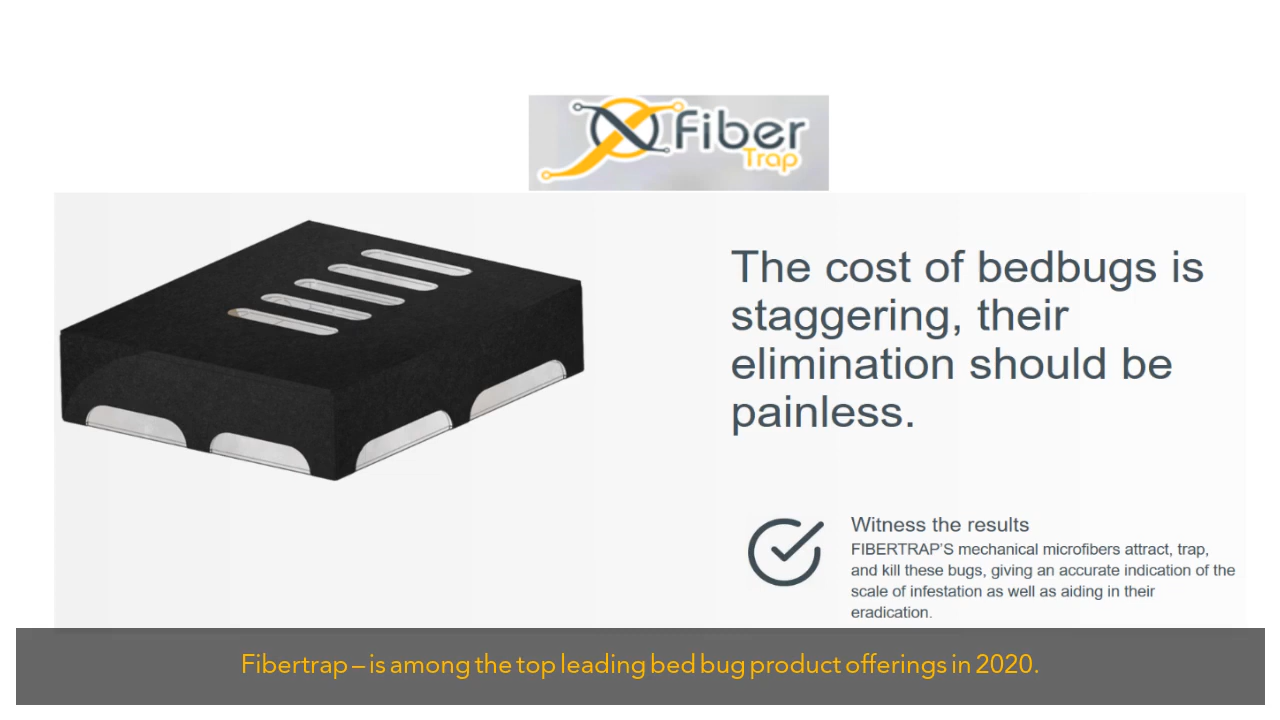 Fiber
Trap
The cost of bedbugs is
staggering, their
elimination should be
painless.
Witness the results
FIBERTRAP'S mechanical microfibers attract, trap,
and kill these bugs, giving an accurate indication of the
scale of infestation as well as aiding in their
eradication.
Fibertrap – is among the top leading bed bug product offerings in 2020.